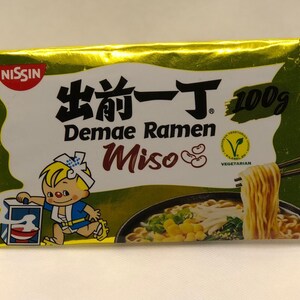 NISSIN
出前一丁®
100g
Demae Ramen
Miso
VEGETARIAN